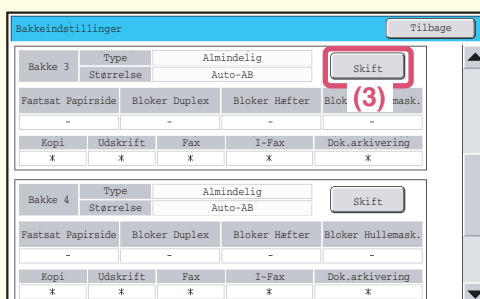 Bakkeindstillinger Tilbage
Bakke 3 Type Almindelig Skift
Størrelse Auto-AB
(3)
Fastsat Papirside Bloker Duplex Bloker Hæfter
- - - -
Kopi Udskrift Fax I-Fax Dok.arkivering
* * * * *
Bakke 4 Type Almindelig Skift
Størrelse Auto-AB
Fastsat Papirside Bloker Duplex Bloker Hæfter Bloker Hullemask.
- - - -
Kopi Udskrift Fax I-Fax Dok.arkivering
* * * * *